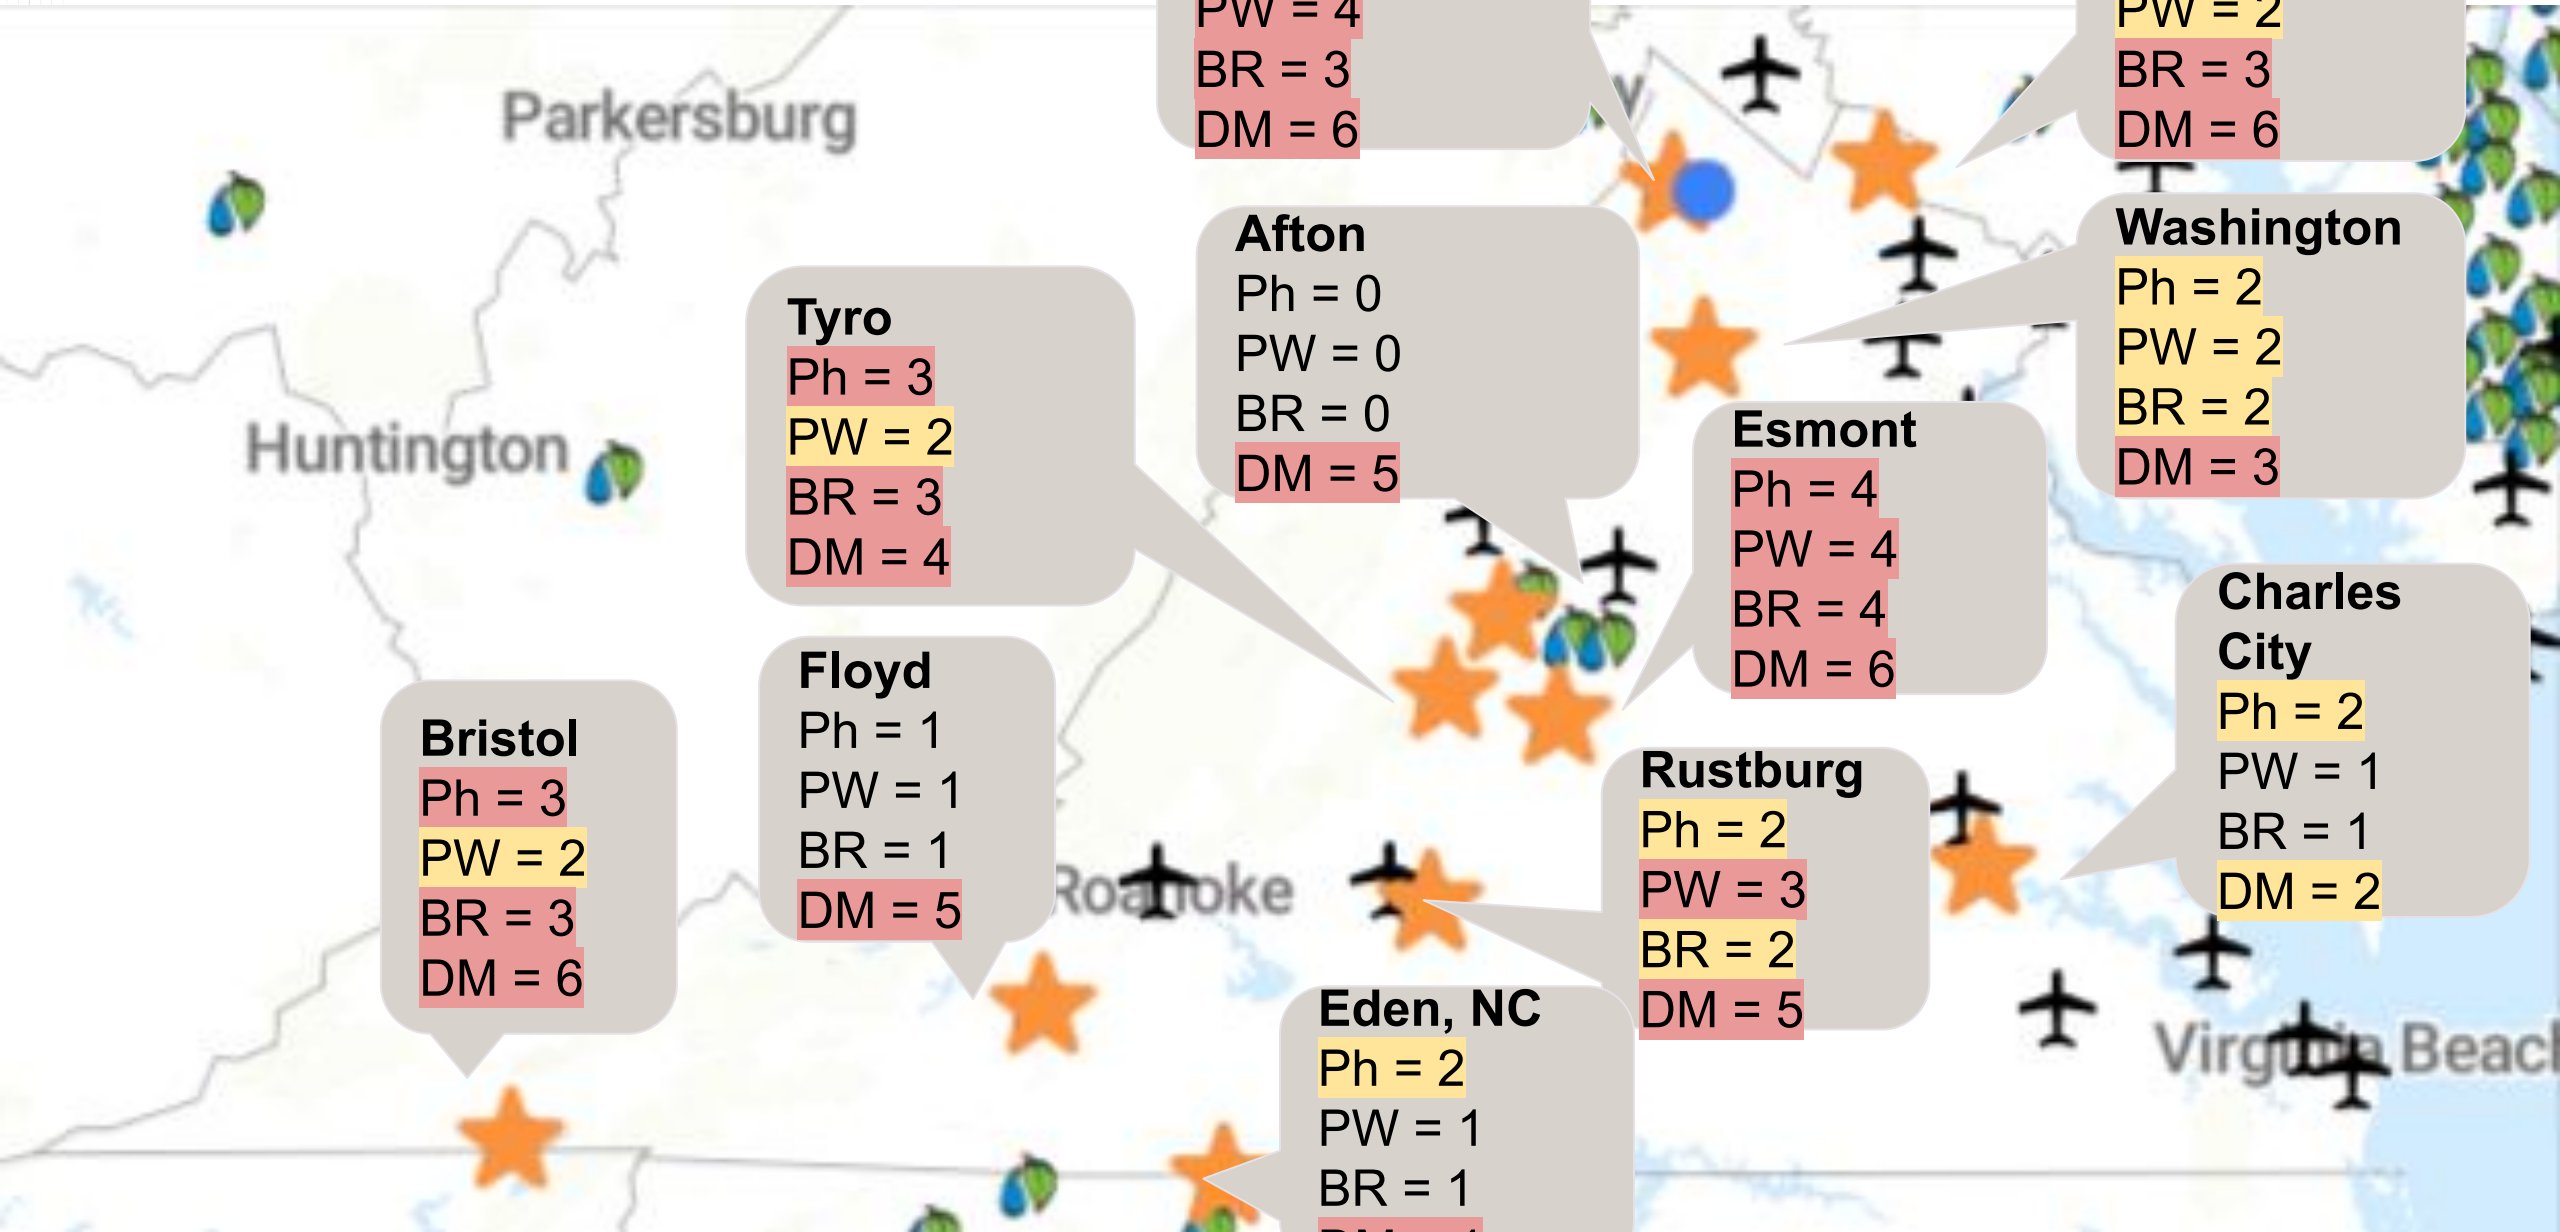 PW = 4
BR = 3
DM = 6
PW = 2
BR = 3
DM = 6
Parkersburg
Washington
Ph = 2
PW = 2
BR = 2
DM = 3
Afton
Ph = 0
PW = 0
BR = 0
DM = 5
Tyro
Ph = 3
PW = 2
BR = 3
DM = 4
Huntington
Esmont
Ph = 4
PW = 4
BR = 4
DM = 6
Charles
City
Ph = 2
PW = 1
BR = 1
DM = 2
Floyd
Ph = 1
PW = 1
BR = 1
DM = 5
Bristol
Ph = 3
PW = 2
BR = 3
DM = 6
Rustburg
Ph = 2
PW = 3
BR = 2
DM = 5
Roanoke
Eden, NC
Ph = 2
PW = 1
BR = 1
Virginia Beach